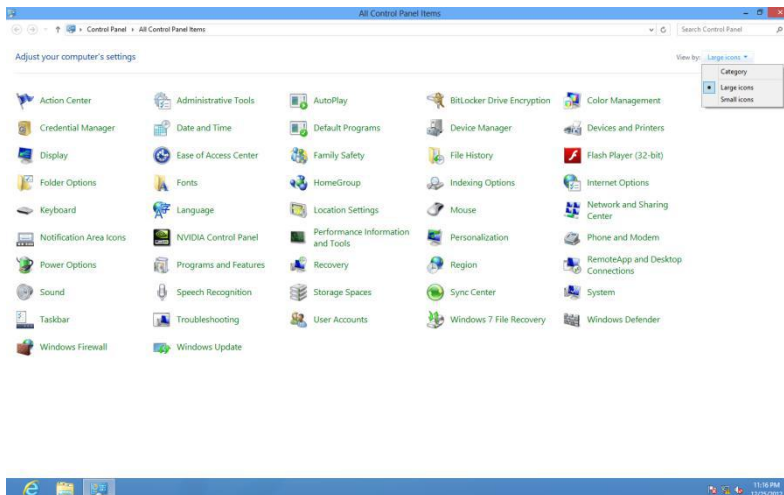 All Control Panel Items
Control Panel All Control Panel Items
Search Control Panel
Adjust your computer's settings
View by: Large icons
Category
Large icons
Small icons
Action Center
Administrative Tools
AutoPlay
BitLocker Drive Encryption
Color Management
Credential Manager
Date and Time
Default Programs
Device Manager
Devices and Printers
Display
Ease of Access Center
Family Safety
File History
Flash Player (32-bit)
Folder Options
Fonts
HomeGroup
Indexing Options
Internet Options
Keyboard
Language
Location Settings
Mouse
Network and Sharing
Center
Notification Area Icons
NVIDIA Control Panel
Performance Information
and Tools
Personalization
Phone and Modem
Power Options
Programs and Features
Recovery
Region
RemoteApp and Desktop
Connections
Sound
Speech Recognition
Storage Spaces
Sync Center
System
Taskbar
Troubleshooting
User Accounts
Windows 7 File Recovery
Windows Defender
Windows Firewall
Windows Update
11:16 PM